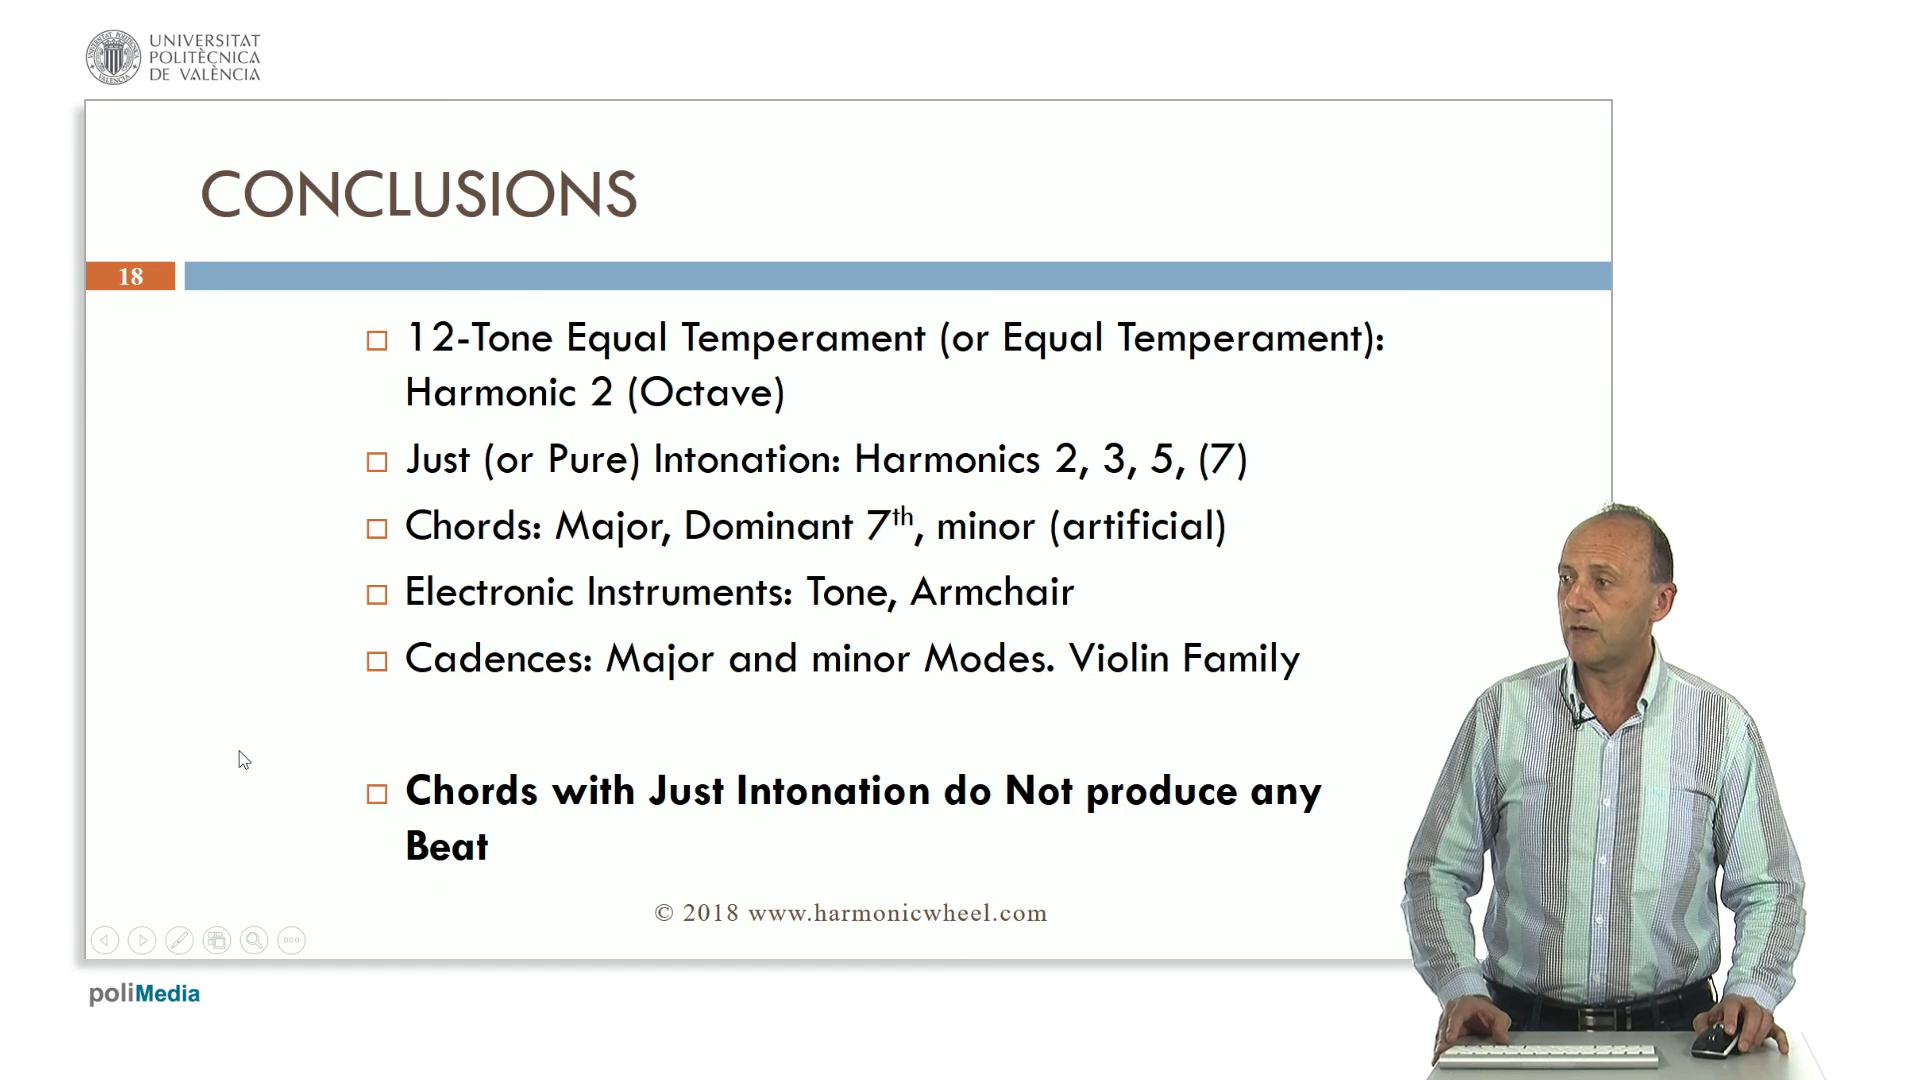 UNIVERSITAT
POLITÈCNICA
DE VALÈNCIA
CONCLUSIONS
18
12-Tone Equal Temperament (or Equal Temperament):
Harmonic 2 (Octave)
Just (or Pure) Intonation: Harmonics 2, 3, 5, (7)
Chords: Major, Dominant 7th, minor (artificial)
Electronic Instruments: Tone, Armchair
Cadences: Major and minor Modes. Violin Family
Chords with Just Intonation do Not produce any
Beat
© 2018 www.harmonicwheel.com
poliMedia